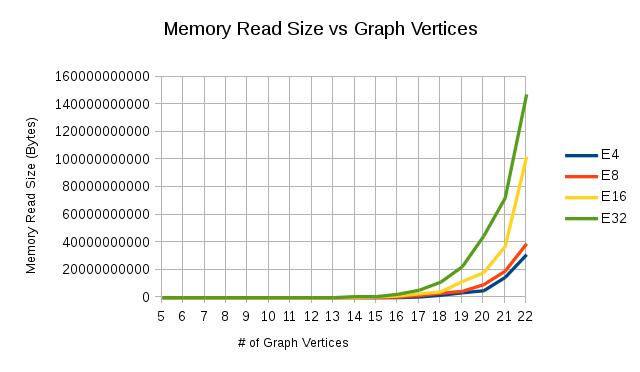 Memory Read Size vs Graph Vertices
Memory Read Size (Bytes)
160000000000
140000000000
120000000000
100000000000
80000000000
60000000000
40000000000
20000000000
0
5 6 7 8 9 10 11 12 13 14 15 16 17 18 19 20 21 22
# of Graph Vertices
E4
E8
E16
E32